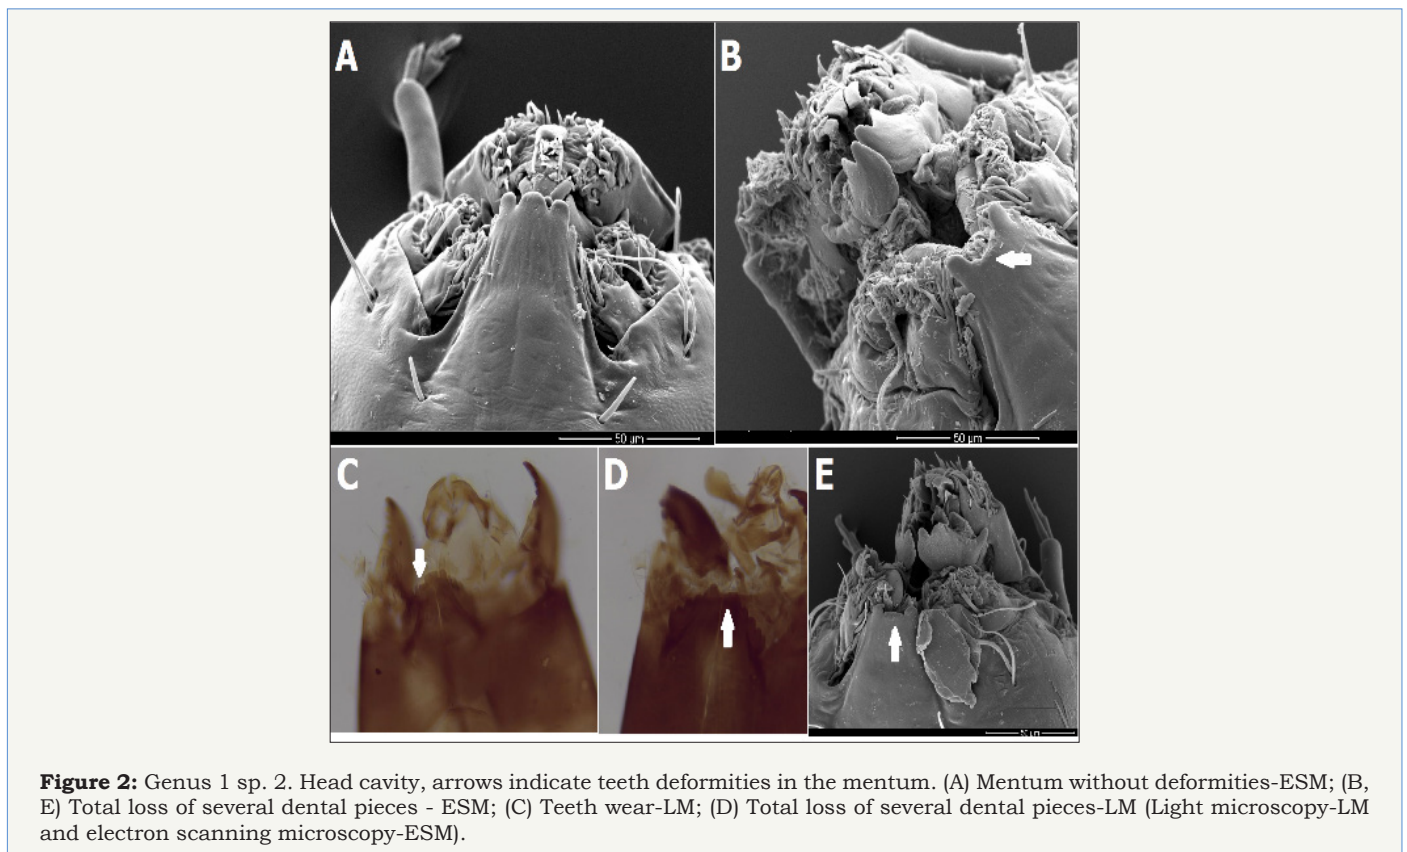 A
B
50 µm
50 µm
C
D
E
Figure 2: Genus 1 sp. 2. Head cavity, arrows indicate teeth deformities in the mentum. (A) Mentum without deformities-ESM; (B,
E) Total loss of several dental pieces - ESM; (C) Teeth wear-LM; (D) Total loss of several dental pieces-LM (Light microscopy-LM
and electron scanning microscopy-ESM).